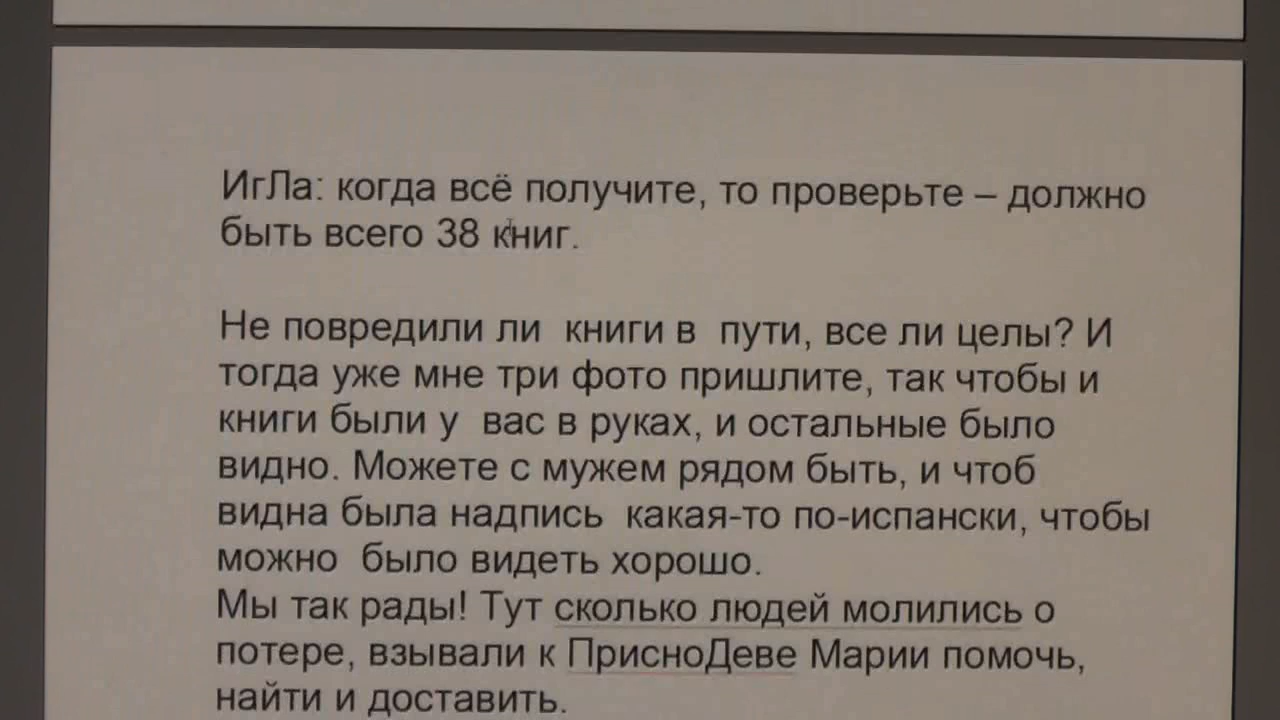 ИгЛа: когда всё получите, то проверьте – должно
быть всего 38 книг.
Не повредили ли книги в пути, все ли целы? И
тогда уже мне три фото пришлите, так чтобы и
книги были у вас в руках, и остальные было
видно. Можете с мужем рядом быть, и чтоб
видна была надпись какая-то по-испански, чтобы
можно было видеть хорошо.
Мы так рады! Тут сколько людей молились о
потере, взывали к ПрисноДеве Марии помочь,
найти и доставить.